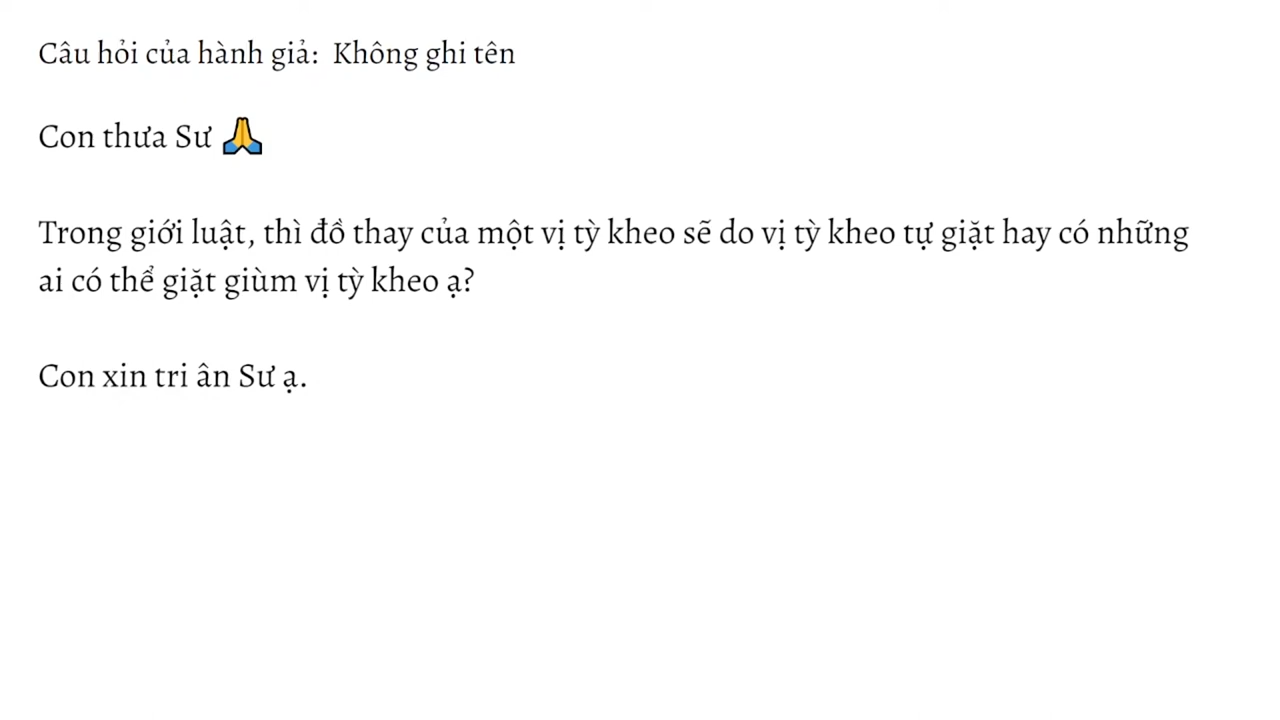 Câu hỏi của hành giả:  Không ghi tên
Con thưa Sư 🙏
Trong giới luật, thì đồ thay của một vị tỳ kheo sẽ do vị tỳ kheo tự giặt hay có những
ai có thể giặt giùm vị tỳ kheo ạ?
Con xin tri ân Sư ạ.